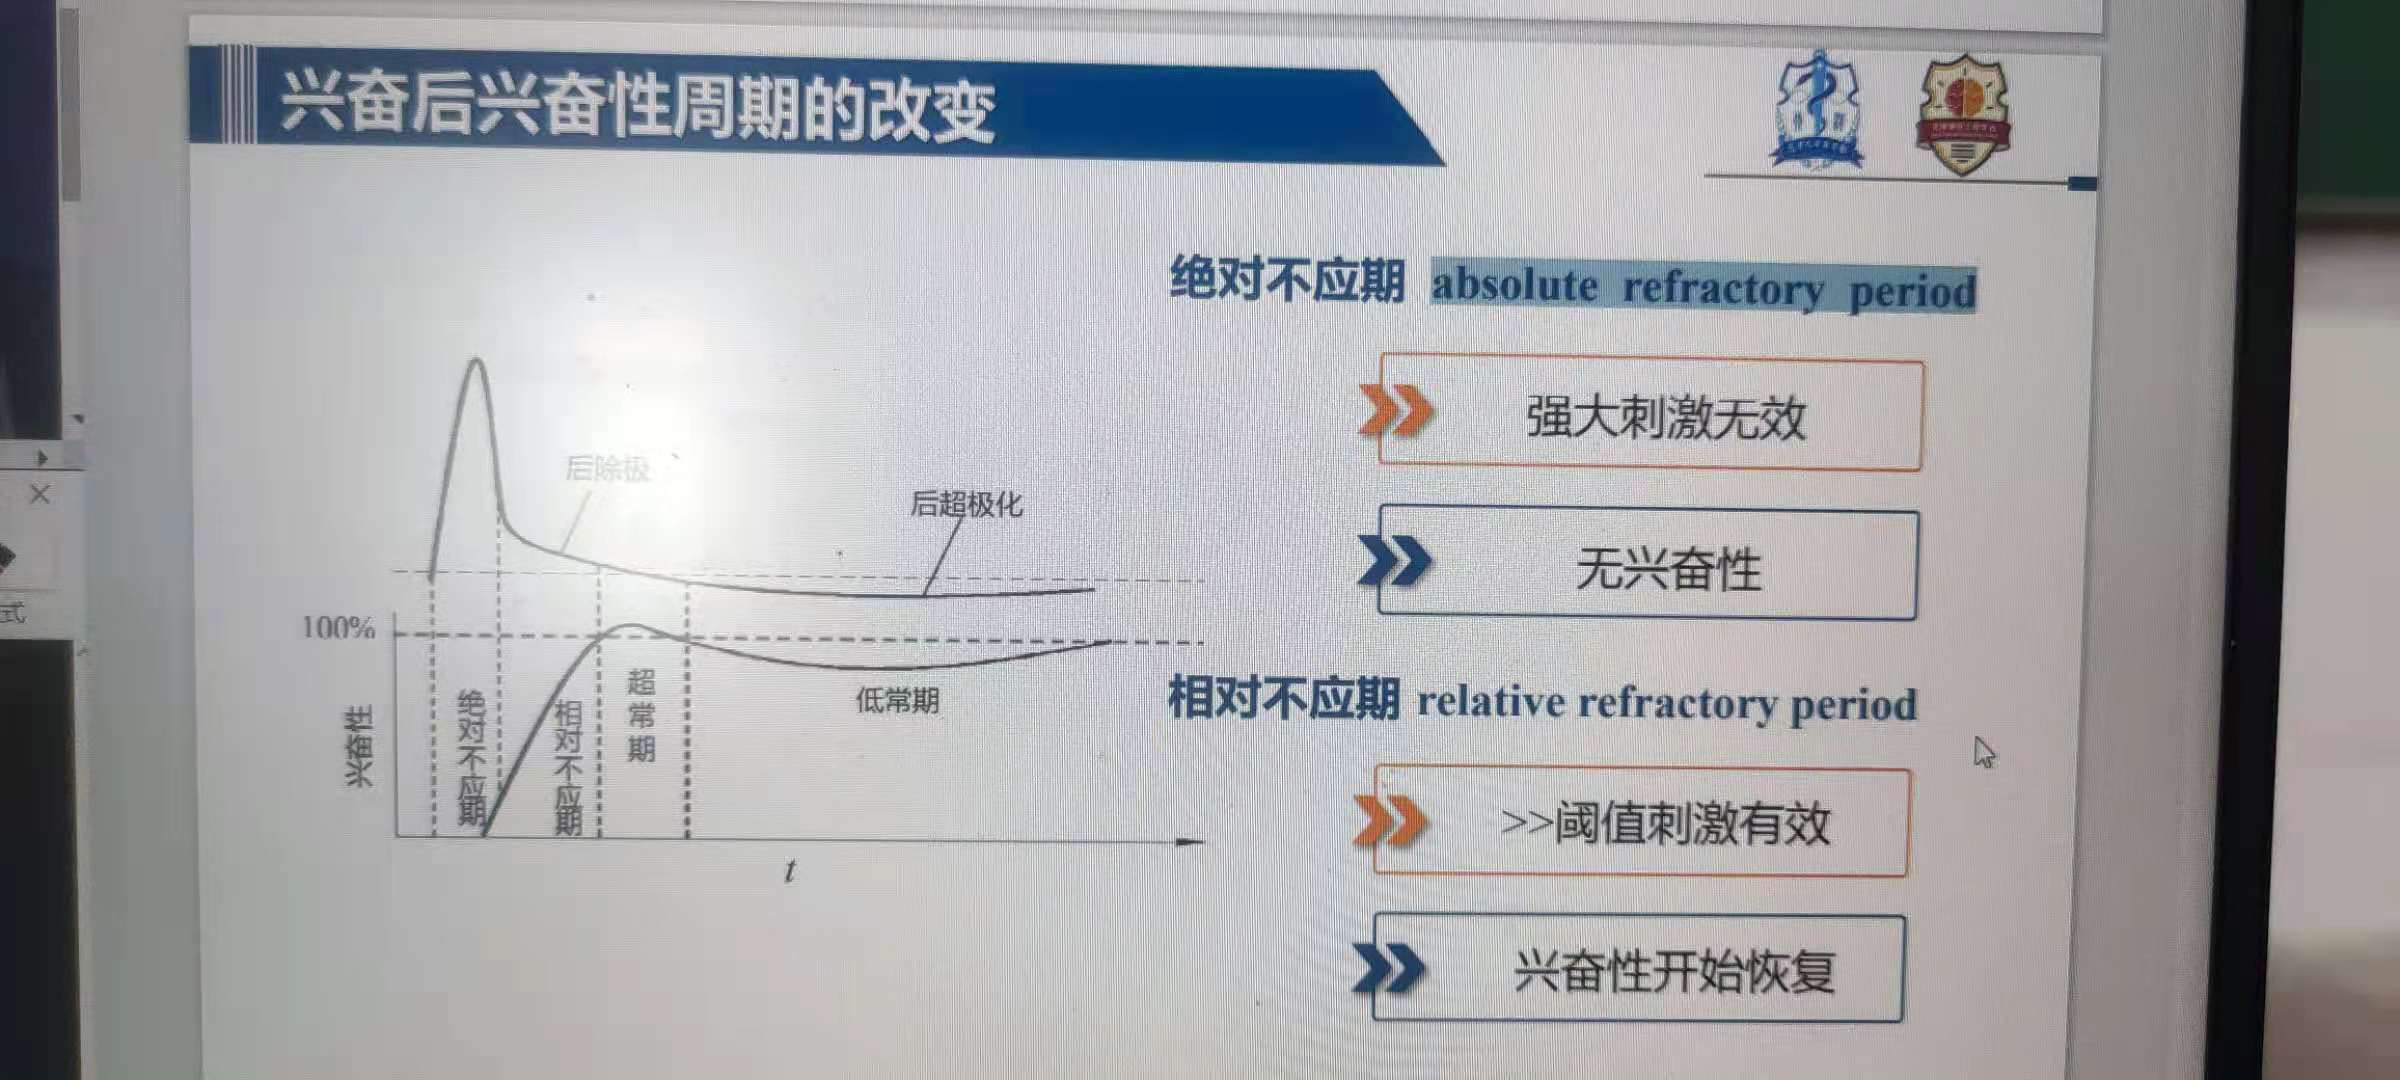 兴奋后兴奋性周期的改变
绝对不应期 absolute refractory period
强大刺激无效
无兴奋性
相对不应期 relative refractory period
>>阈值刺激有效
兴奋性开始恢复
后除极
后超极化
100%
兴奋性
绝对不应期
相对不应期
超常期
低常期
t
式